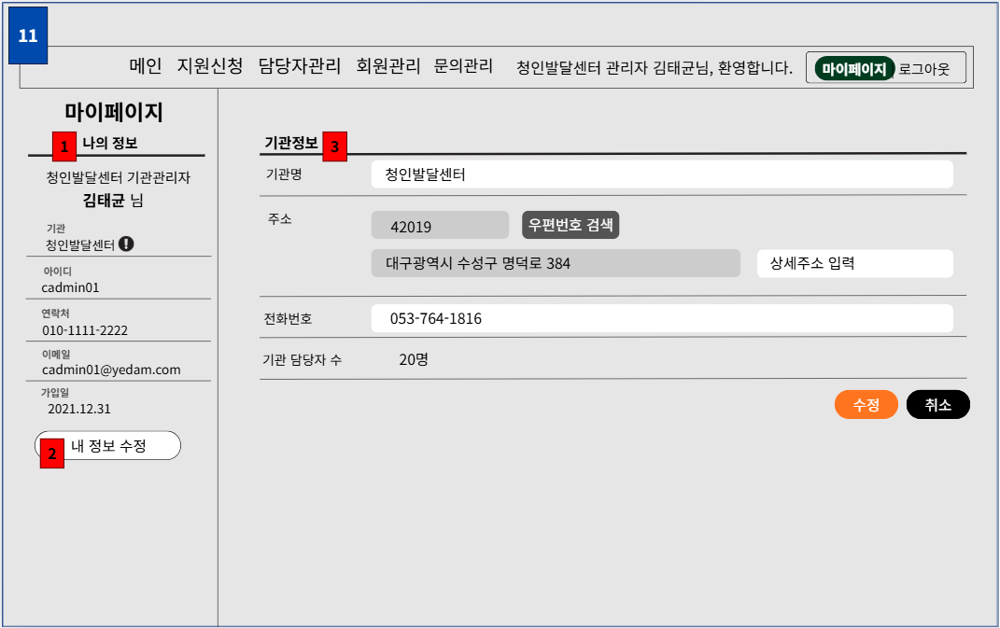 11
메인 지원신청 담당자관리 회원관리 문의관리 청인발달센터 관리자 김태균님, 환영합니다. 마이페이지 로그아웃
마이페이지
1 나의 정보
청인발달센터 기관관리자
김태균 님
기관
청인발달센터
아이디
cadmin01
연락처
010-1111-2222
이메일
cadmin01@yedam.com
가입일
2021.12.31
2 내 정보 수정
기관정보 3
기관명 청인발달센터
주소 42019 우편번호 검색
대구광역시 수성구 명덕로 384 상세주소 입력
전화번호 053-764-1816
기관 담당자 수 20명
수정 취소